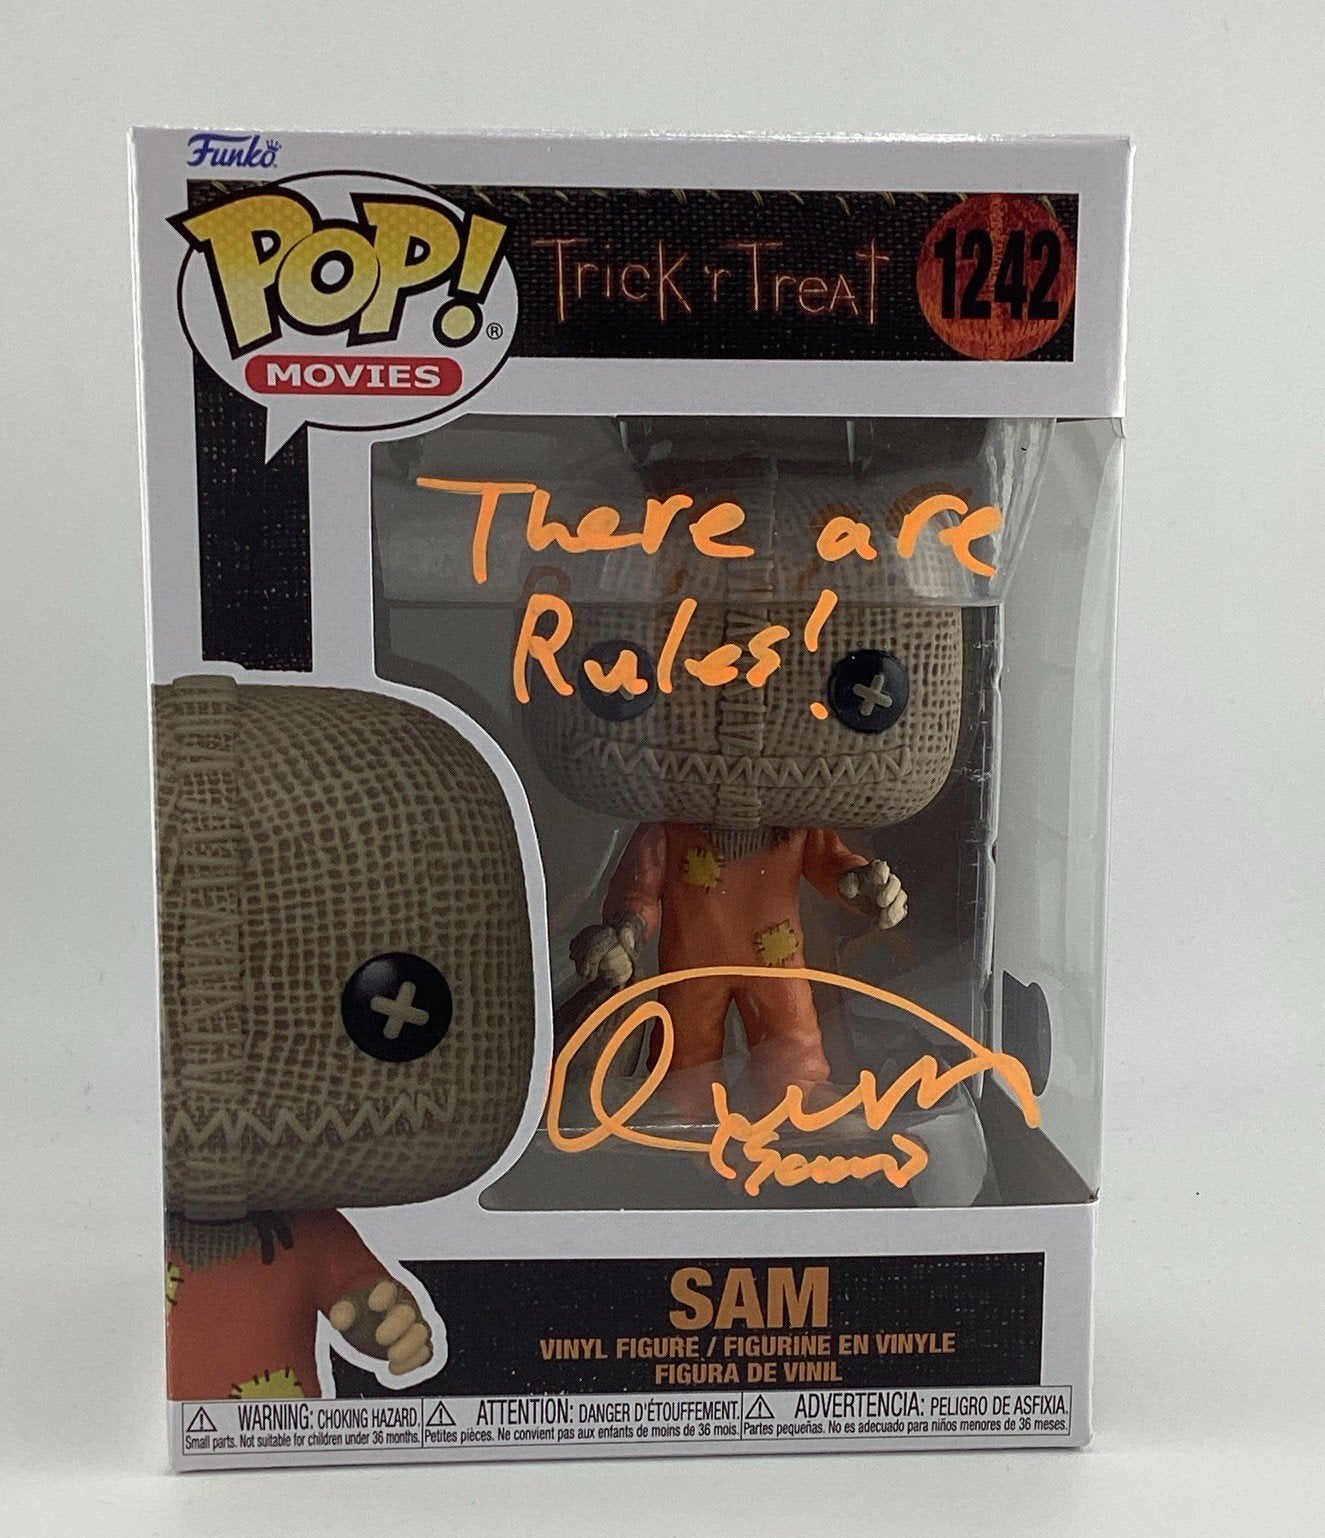 Funko
POP!®
MOVIES
Trick 'r Treat
1242
There are
Rules!
Quinn
(Sam)
SAM
VINYL FIGURE / FIGURINE EN VINYLE
FIGURA DE VINIL
WARNING: CHOKING HAZARD.
Small parts. Not suitable for children under 36 months.
ATTENTION: DANGER D'ÉTOUFFEMENT.
Petites pièces. Ne convient pas aux enfants de moins de 36 mois.
ADVERTENCIA: PELIGRO DE ASFIXIA.
Partes pequeñas. No es adecuado para niños menores de 36 meses.